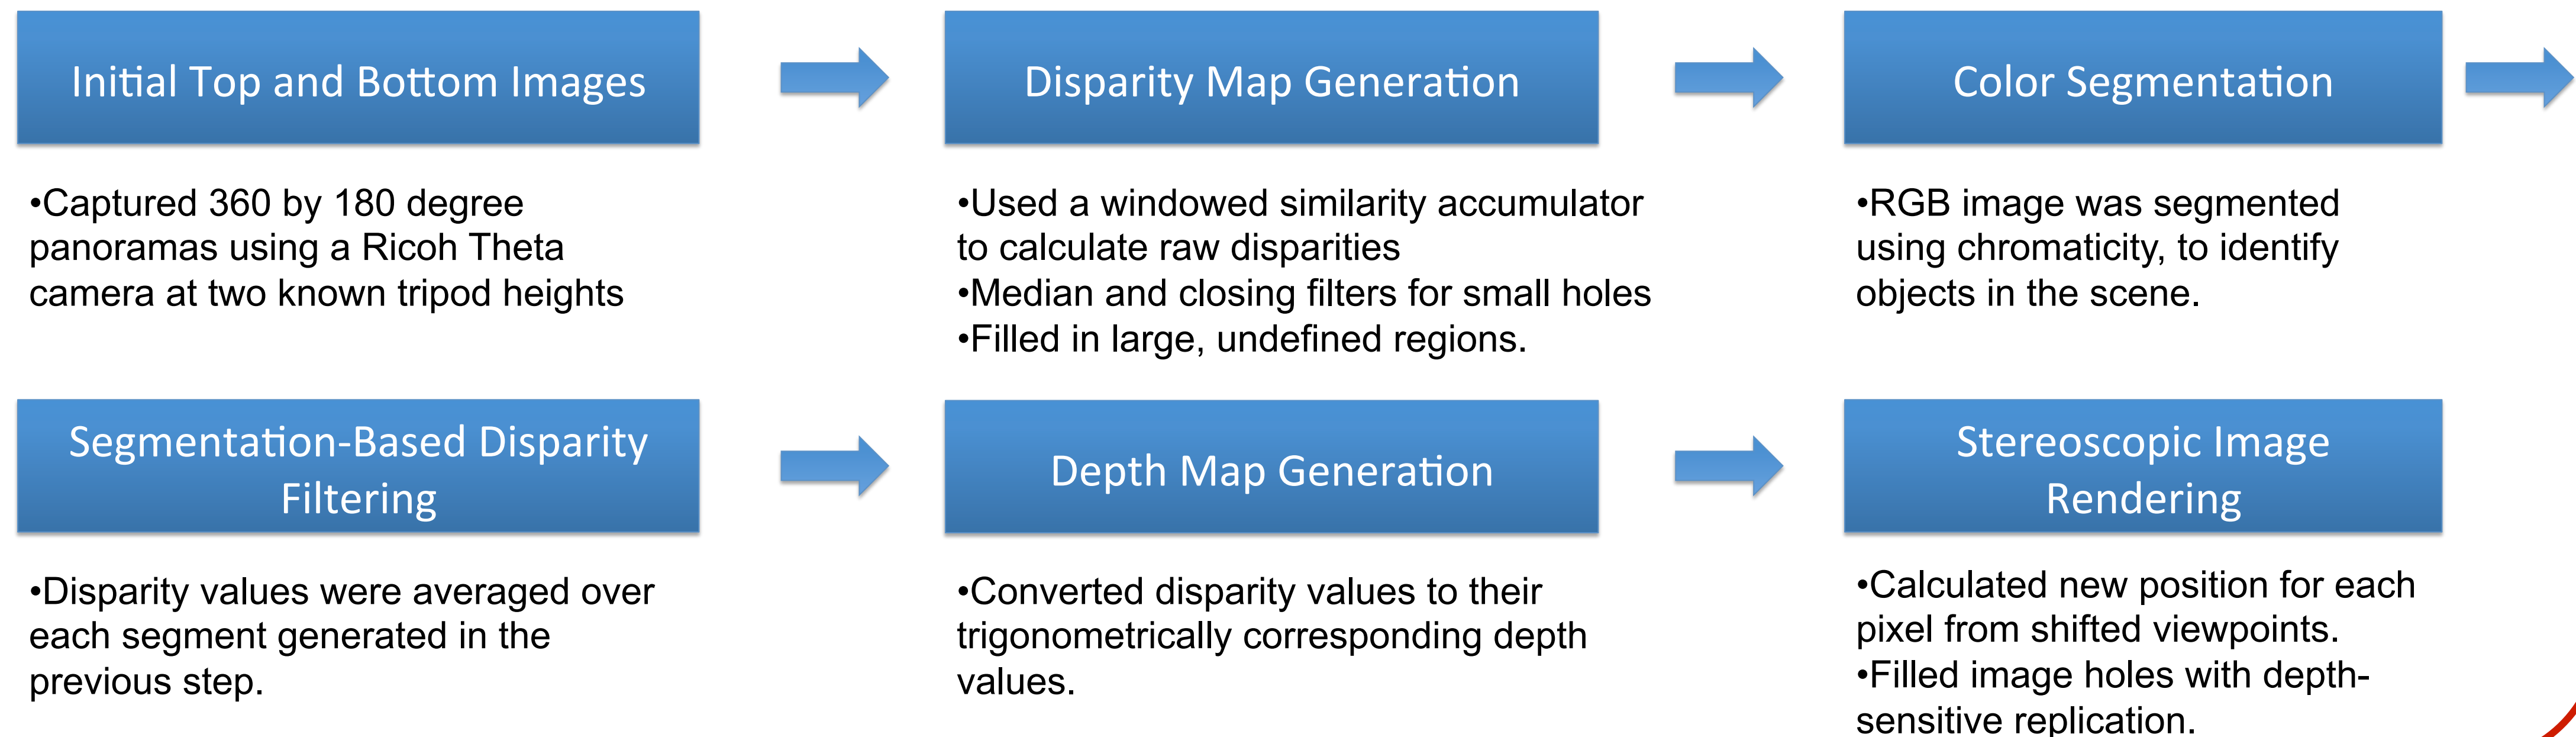 Initial Top and Bottom Images
•Captured 360 by 180 degree
panoramas using a Ricoh Theta
camera at two known tripod heights
Disparity Map Generation
•Used a windowed similarity accumulator
to calculate raw disparities
•Median and closing filters for small holes
•Filled in large, undefined regions.
Color Segmentation
•RGB image was segmented
using chromaticity, to identify
objects in the scene.
Segmentation-Based Disparity
Filtering
•Disparity values were averaged over
each segment generated in the
previous step.
Depth Map Generation
•Converted disparity values to their
trigonometrically corresponding depth
values.
Stereoscopic Image
Rendering
•Calculated new position for each
pixel from shifted viewpoints.
•Filled image holes with depth-
sensitive replication.